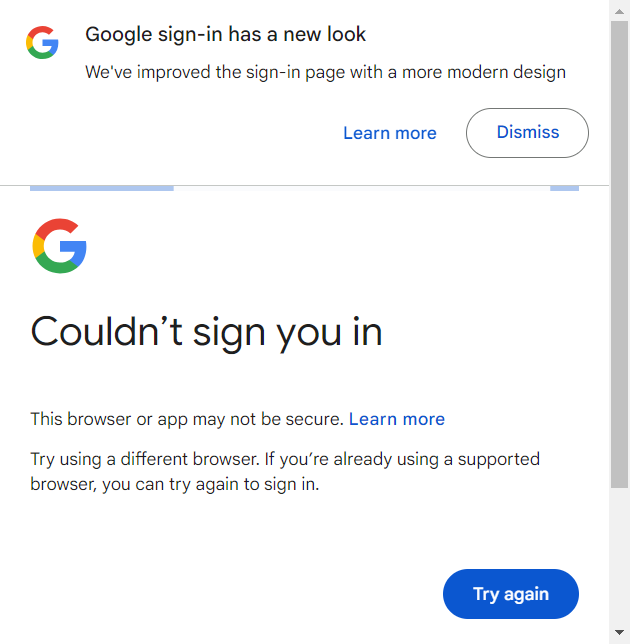 Google sign-in has a new look
We've improved the sign-in page with a more modern design
Learn more
Dismiss
Couldn’t sign you in
This browser or app may not be secure. Learn more
Try using a different browser. If you’re already using a supported
browser, you can try again to sign in.
Try again